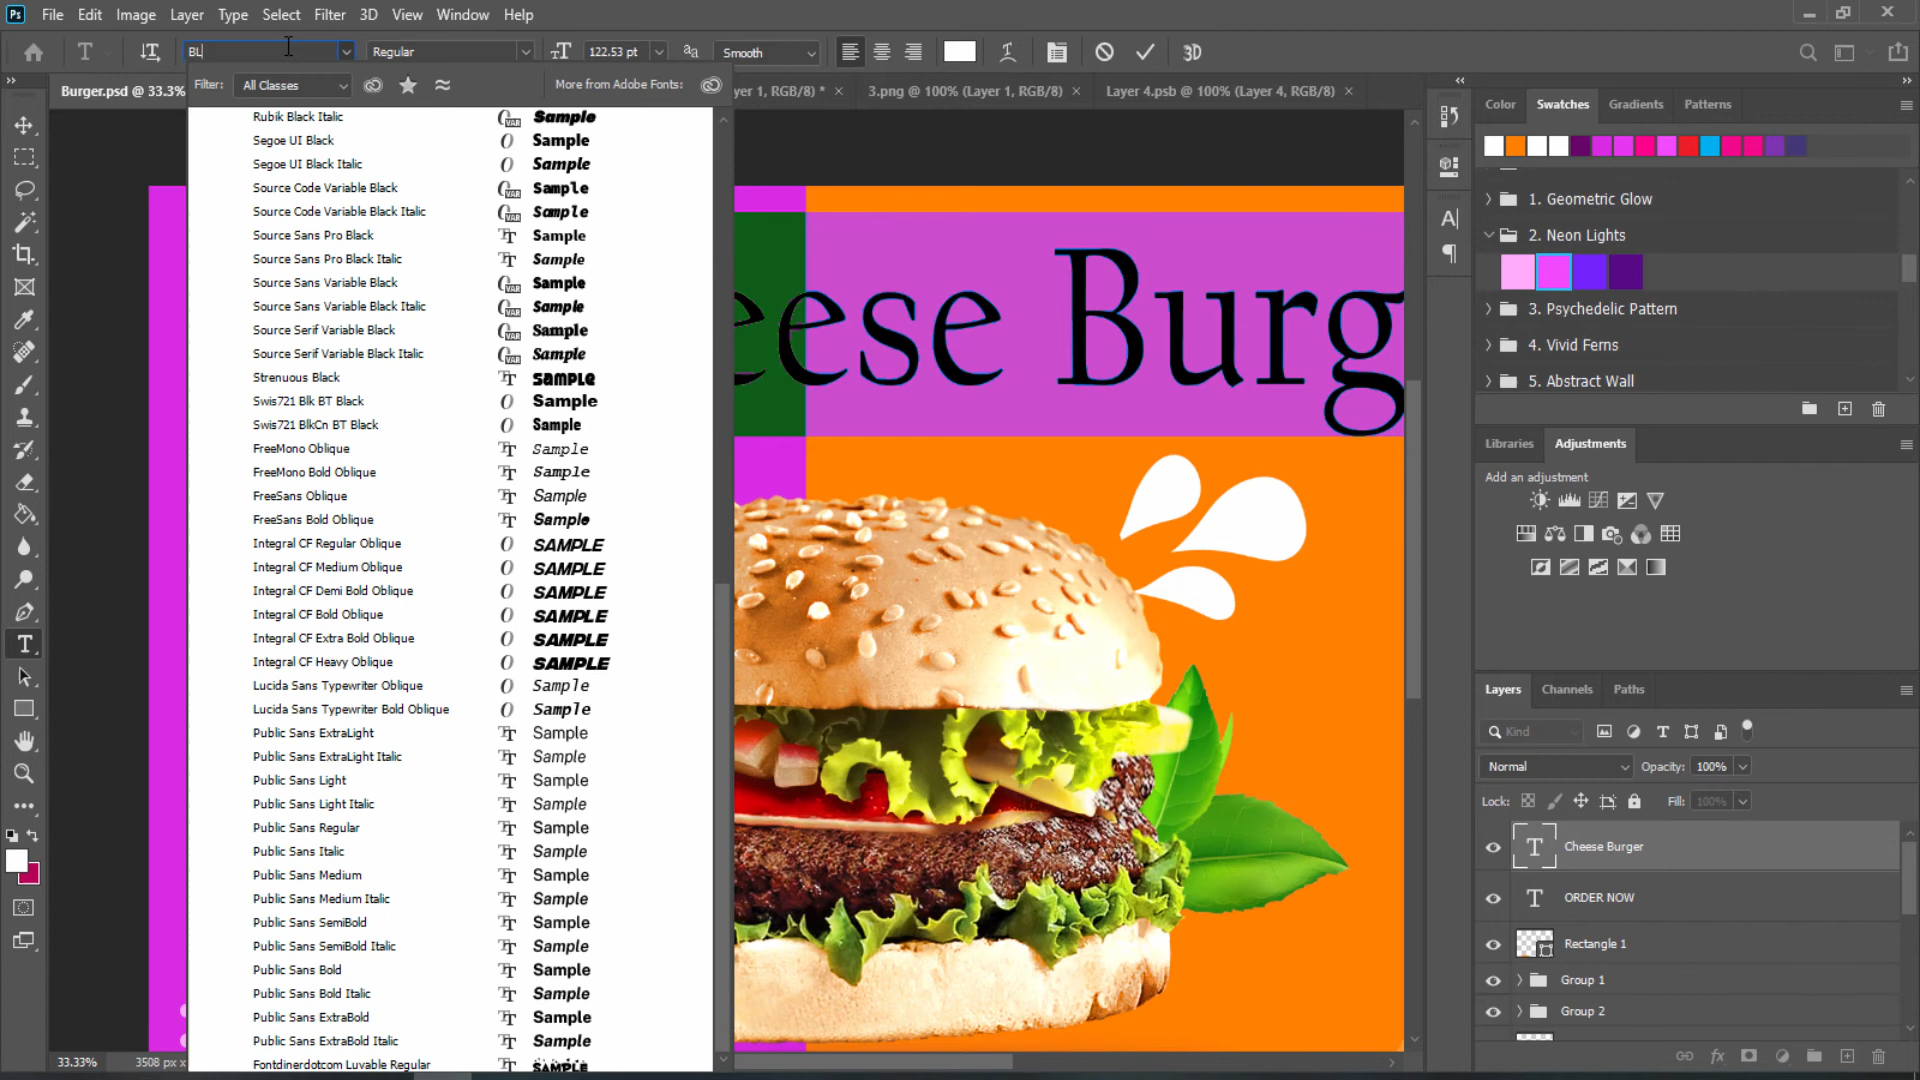 Ps File Edit Image Layer Type Select Filter 3D View Window Help
BL Regular 122.53 pt Smooth 3D
Burger.psd @ 33.3% yer 1, RGB/8) * 3.png @ 100% (Layer 1, RGB/8) Layer 4.psb @ 100% (Layer 4, RGB/8)
Filter: All Classes More from Adobe Fonts:
Rubik Black Italic Sample
Segoe UI Black Sample
Segoe UI Black Italic Sample
Source Code Variable Black Sample
Source Code Variable Black Italic Sample
Source Sans Pro Black Sample
Source Sans Pro Black Italic Sample
Source Sans Variable Black Sample
Source Sans Variable Black Italic Sample
Source Serif Variable Black Sample
Source Serif Variable Black Italic Sample
Strenuous Black Sample
Swis721 Blk BT Black Sample
Swis721 BlkCn BT Black Sample
FreeMono Oblique Sample
FreeMono Bold Oblique Sample
FreeSans Oblique Sample
FreeSans Bold Oblique Sample
Integral CF Regular Oblique SAMPLE
Integral CF Medium Oblique SAMPLE
Integral CF Demi Bold Oblique SAMPLE
Integral CF Bold Oblique SAMPLE
Integral CF Extra Bold Oblique SAMPLE
Integral CF Heavy Oblique SAMPLE
Lucida Sans Typewriter Oblique Sample
Lucida Sans Typewriter Bold Oblique Sample
Public Sans ExtraLight Sample
Public Sans ExtraLight Italic Sample
Public Sans Light Sample
Public Sans Light Italic Sample
Public Sans Regular Sample
Public Sans Italic Sample
Public Sans Medium Sample
Public Sans Medium Italic Sample
Public Sans SemiBold Sample
Public Sans SemiBold Italic Sample
Public Sans Bold Sample
Public Sans Bold Italic Sample
Public Sans ExtraBold Sample
Public Sans ExtraBold Italic Sample
Fontdinerdotcom Luvable Regular SAMPLE
eese Burg
33.33% 3508 px x
Color Swatches Gradients Patterns
1. Geometric Glow
2. Neon Lights
3. Psychedelic Pattern
4. Vivid Ferns
5. Abstract Wall
Libraries Adjustments
Add an adjustment
Layers Channels Paths
Kind
Normal Opacity: 100%
Lock: Fill: 100%
Cheese Burger
ORDER NOW
Rectangle 1
Group 1
Group 2